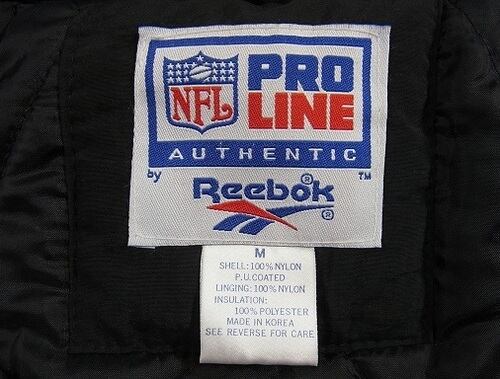 NFL
PRO
LINE
AUTHENTIC
by
TM
Reebok®
®
M
SHELL: 100% NYLON
P.U.COATED
LINGING: 100% NYLON
INSULATION:
100% POLYESTER
MADE IN KOREA
SEE REVERSE FOR CARE